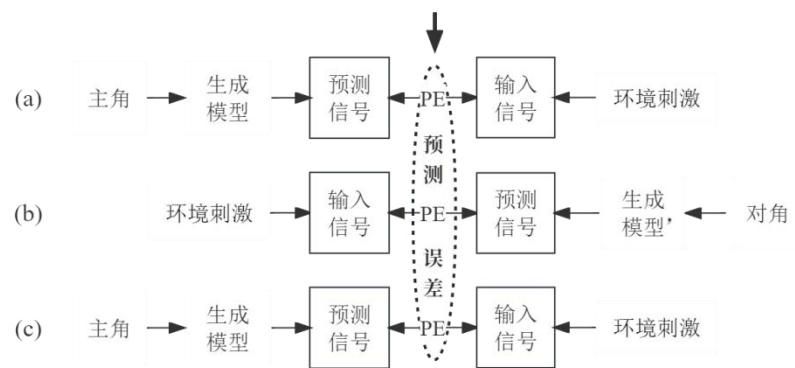 (a) 主角 生成模型 预测信号 PE 输入信号 环境刺激
预测
(b) 环境刺激 输入信号 PE 预测信号 生成模型, 对角
误差
(c) 主角 生成模型 预测信号 PE 输入信号 环境刺激